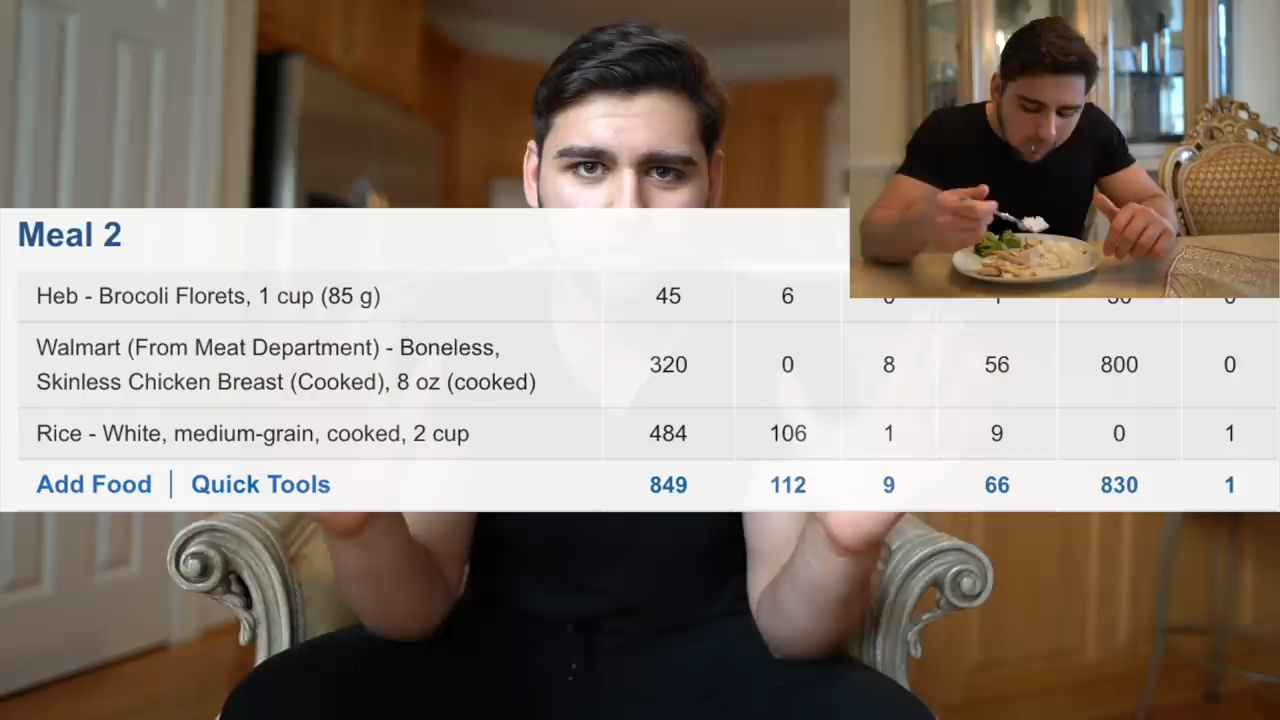 Meal 2
Heb - Brocoli Florets, 1 cup (85 g) 45 6
Walmart (From Meat Department) - Boneless,
Skinless Chicken Breast (Cooked), 8 oz (cooked) 320 0 8 56 800 0
Rice - White, medium-grain, cooked, 2 cup 484 106 1 9 0 1
Add Food | Quick Tools 849 112 9 66 830 1